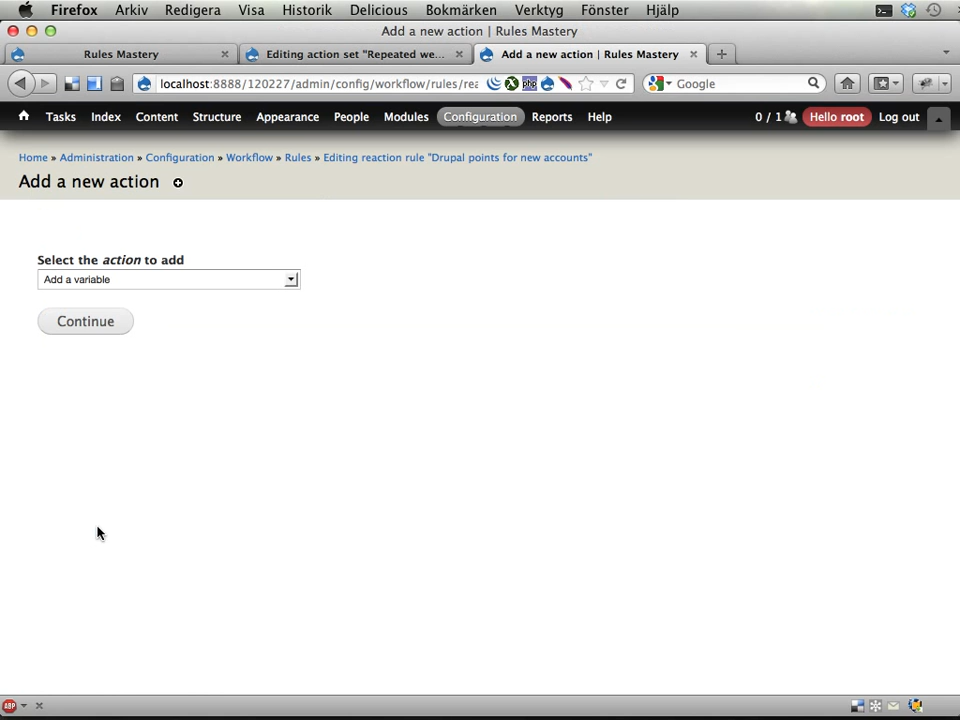 Firefox Arkiv Redigera Visa Historik Delicious Bokmärken Verktyg Fönster Hjälp
Add a new action | Rules Mastery
Rules Mastery Editing action set "Repeated we... Add a new action | Rules Mastery
localhost:8888/120227/admin/config/workflow/rules/rea php Google
Tasks Index Content Structure Appearance People Modules Configuration Reports Help 0 / 1 Hello root Log out
Home » Administration » Configuration » Workflow » Rules » Editing reaction rule "Drupal points for new accounts"
Add a new action
Select the action to add
Add a variable
Continue
ABP